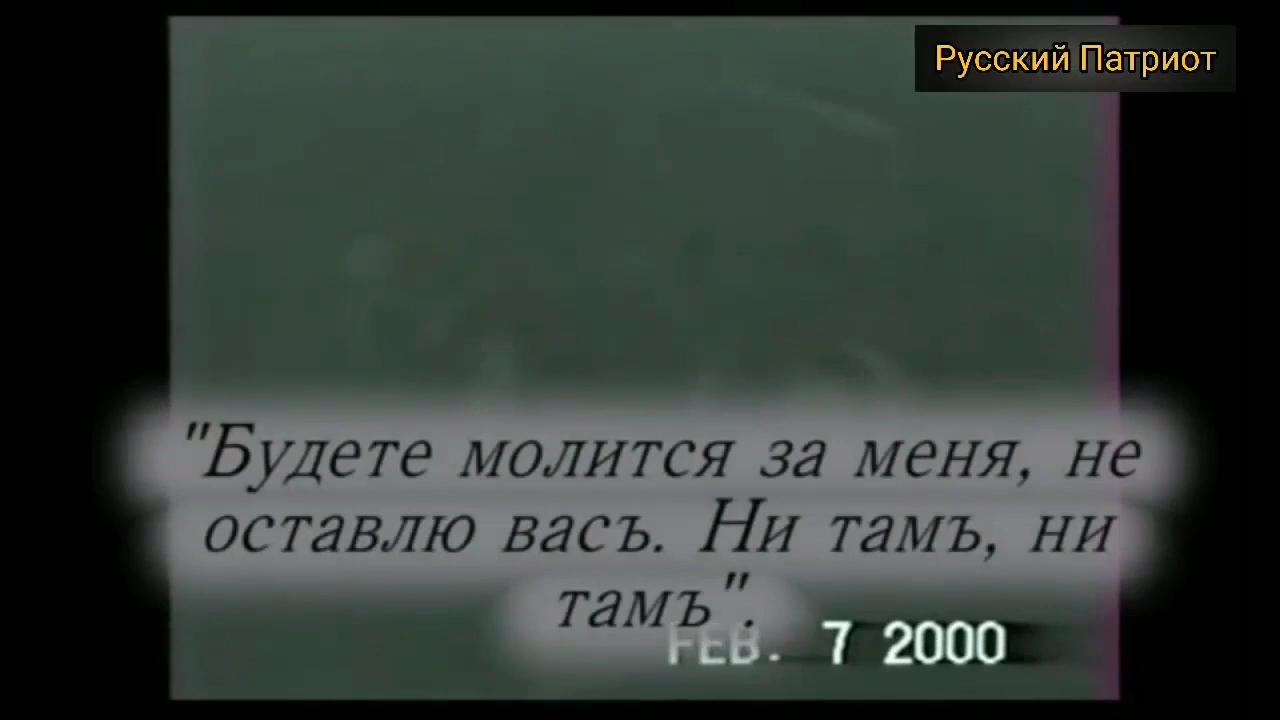 Русский Патриот
"Будете молится за меня, не
оставлю васъ. Ни тамъ, ни
тамъ".
FEB. 7 2000